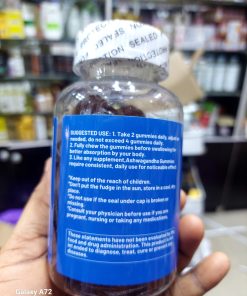 SEALED
SUGGESTED USE: 1. Take 2 gummies daily, adjust as
needed, do not exceed 4 gummies daily.
2. Fully chew the gummies before swallowing for
better absorption by your body.
3. Like any supplement, Ashwagandha Gummies
require consistent, daily use for noticeable effect.
*Keep out of the reach of children.
*Don't put the fudge in the sun, store in a cool, dry
place.
*Do not use if the seal under cap is broken or
missing.
*Consult your physician before use if you are
pregnant, nursing or taking any medications.
These statements have not been evaluated by the
food and drug administration. This product is not
intended to diagnose, treat, cure or prevent any
diseases.
Galaxy A72